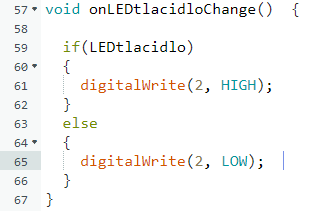 57 void onLEDtlacidloChange()  {
58
59   if(LEDtlacidlo)
60   {
61     digitalWrite(2, HIGH);
62   }
63   else
64   {
65     digitalWrite(2, LOW);
66   }
67 }